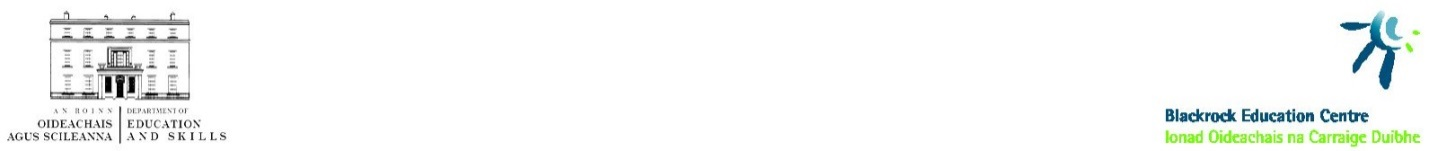 AN ROINN
OIDEACHAIS
AGUS SCILEANNA
DEPARTMENT OF
EDUCATION
AND SKILLS
Blackrock Education Centre
Ionad Oideachais na Carraige Duibhe